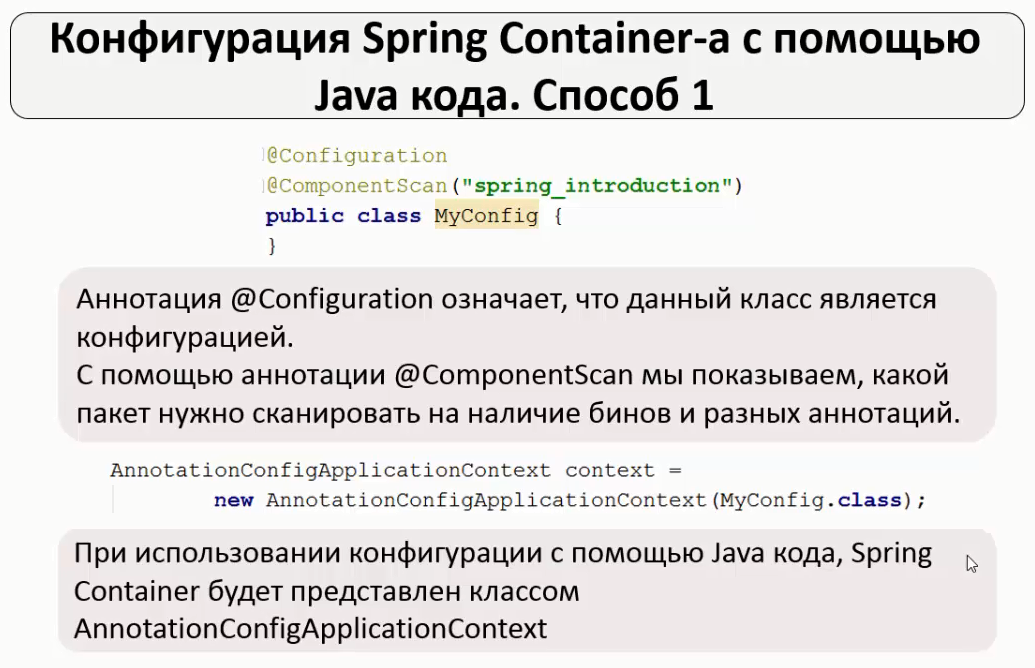 Конфигурация Spring Container-а с помощью
Java кода. Способ 1
@Configuration
@ComponentScan("spring_introduction")
public class MyConfig {
}
Аннотация @Configuration означает, что данный класс является
конфигурацией.
С помощью аннотации @ComponentScan мы показываем, какой
пакет нужно сканировать на наличие бинов и разных аннотаций.
AnnotationConfigApplicationContext context =
new AnnotationConfigApplicationContext(MyConfig.class);
При использовании конфигурации с помощью Java кода, Spring
Container будет представлен классом
AnnotationConfigApplicationContext